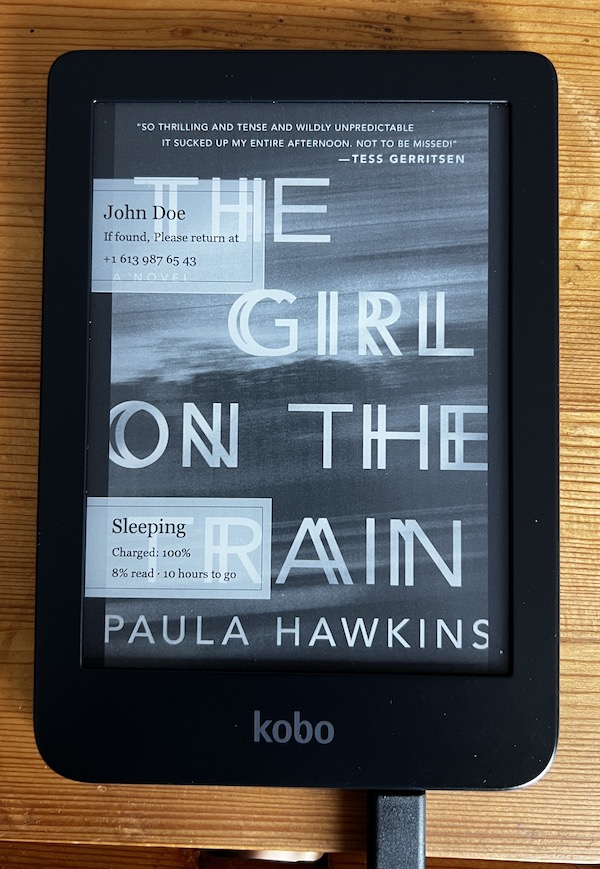 “SO THRILLING AND TENSE AND WILDLY UNPREDICTABLE
IT SUCKED UP MY ENTIRE AFTERNOON. NOT TO BE MISSED!”
—TESS GERRITSEN
THE
John Doe
If found, Please return at
+1 613 987 65 43
A NOVEL
GIRL
ON THE
TRAIN
Sleeping
Charged: 100%
8% read · 10 hours to go
PAULA HAWKINS
kobo